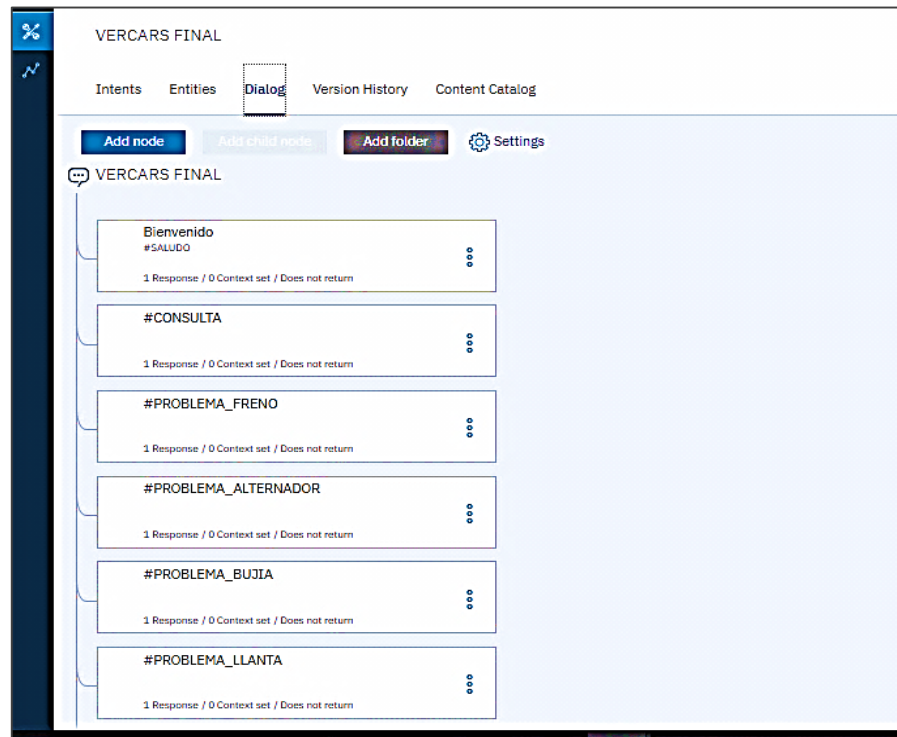 VERCARS FINAL
Intents Entities Dialog Version History Content Catalog
Add node Add child node Add folder Settings
VERCARS FINAL
Bienvenido
#SALUDO
1 Response / 0 Context set / Does not return
#CONSULTA
1 Response / 0 Context set / Does not return
#PROBLEMA_FRENO
1 Response / 0 Context set / Does not return
#PROBLEMA_ALTERNADOR
1 Response / 0 Context set / Does not return
#PROBLEMA_BUJIA
1 Response / 0 Context set / Does not return
#PROBLEMA_LLANTA
1 Response / 0 Context set / Does not return